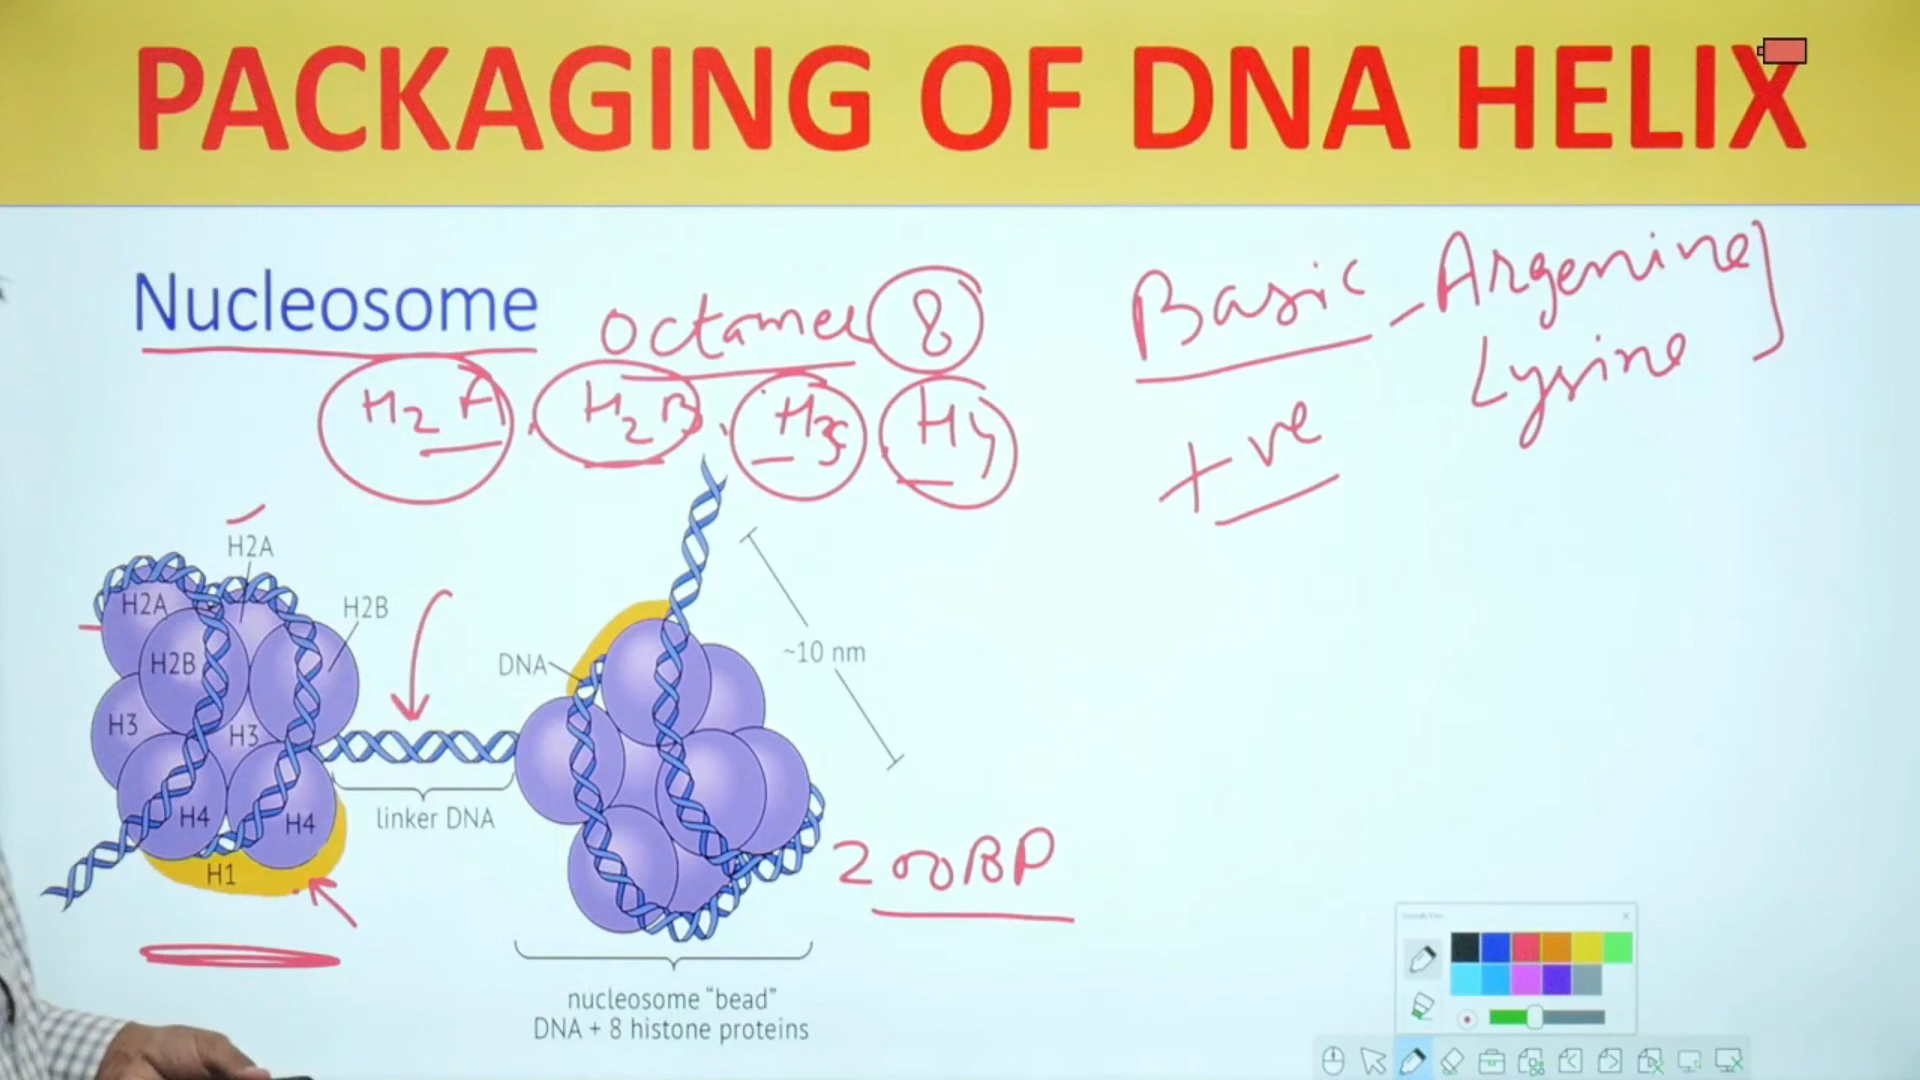 PACKAGING OF DNA HELIX
Nucleosome
Octamer 8
Basic - Argenine
Lysine
+ve
H2A, H2B, H3, H4
H2A
H2A
H2B
H2B
H3
H3
H4
H4
H1
linker DNA
DNA
~10 nm
200BP
nucleosome “bead”
DNA + 8 histone proteins